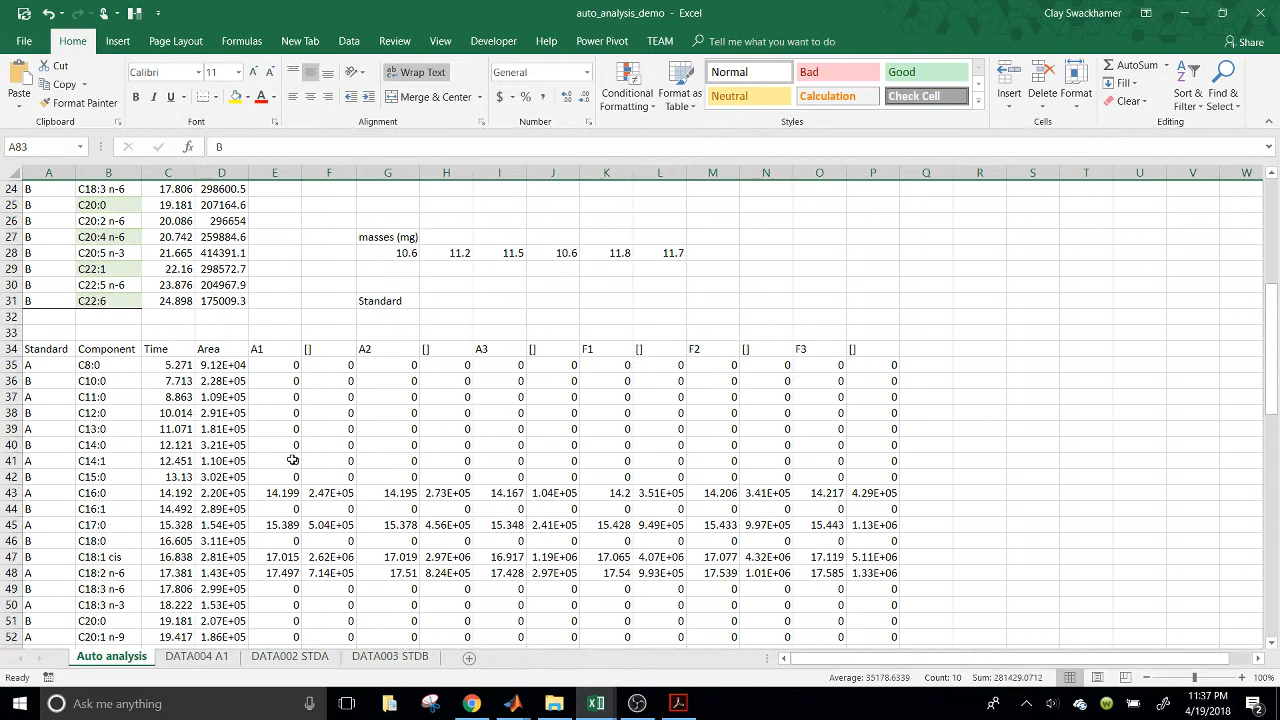 auto_analysis_demo - Excel
Clay Swackhamer
File Home Insert Page Layout Formulas New Tab Data Review View Developer Help Power Pivot TEAM Tell me what you want to do Share
Paste Cut Copy Format Painter Clipboard
Calibri 11 B I U A Font
Wrap Text Merge & Center Alignment
General $ % , Number
Conditional Formatting Format as Table
Normal Bad Good
Neutral Calculation Check Cell
Styles
Insert Delete Format Cells
AutoSum Fill Clear Sort & Filter Find & Select Editing
A83 fx B
A B C D E F G H I J K L M N O P Q R S T U V W
24 B C18:3 n-6 17.806 298600.5
25 B C20:0 19.181 207164.6
26 B C20:2 n-6 20.086 296654
27 B C20:4 n-6 20.742 259884.6 masses (mg)
28 B C20:5 n-3 21.665 414391.1 10.6 11.2 11.5 10.6 11.8 11.7
29 B C22:1 22.16 298572.7
30 B C22:5 n-6 23.876 204967.9
31 B C22:6 24.898 175009.3 Standard
32
33
34 Standard Component Time Area A1 [] A2 [] A3 [] F1 [] F2 [] F3 []
35 A C8:0 5.271 9.12E+04 0 0 0 0 0 0 0 0 0 0 0 0
36 B C10:0 7.713 2.28E+05 0 0 0 0 0 0 0 0 0 0 0 0
37 A C11:0 8.863 1.09E+05 0 0 0 0 0 0 0 0 0 0 0 0
38 B C12:0 10.014 2.91E+05 0 0 0 0 0 0 0 0 0 0 0 0
39 A C13:0 11.071 1.81E+05 0 0 0 0 0 0 0 0 0 0 0 0
40 B C14:0 12.121 3.21E+05 0 0 0 0 0 0 0 0 0 0 0 0
41 A C14:1 12.451 1.10E+05 0 0 0 0 0 0 0 0 0 0 0 0
42 B C15:0 13.13 3.02E+05 0 0 0 0 0 0 0 0 0 0 0 0
43 A C16:0 14.192 2.20E+05 14.199 2.47E+05 14.195 2.73E+05 14.167 1.04E+05 14.2 3.51E+05 14.206 3.41E+05 14.217 4.29E+05
44 B C16:1 14.492 2.89E+05 0 0 0 0 0 0 0 0 0 0 0 0
45 A C17:0 15.328 1.54E+05 15.389 5.04E+05 15.378 4.56E+05 15.348 2.41E+05 15.428 9.49E+05 15.433 9.97E+05 15.443 1.13E+06
46 B C18:0 16.605 3.11E+05 0 0 0 0 0 0 0 0 0 0 0 0
47 B C18:1 cis 16.838 2.81E+05 17.015 2.62E+06 17.019 2.97E+06 16.917 1.19E+06 17.065 4.07E+06 17.077 4.32E+06 17.119 5.11E+06
48 A C18:2 n-6 17.381 1.43E+05 17.497 7.14E+05 17.51 8.24E+05 17.428 2.97E+05 17.54 9.93E+05 17.539 1.01E+06 17.585 1.33E+06
49 B C18:3 n-6 17.806 2.99E+05 0 0 0 0 0 0 0 0 0 0 0 0
50 A C18:3 n-3 18.222 1.53E+05 0 0 0 0 0 0 0 0 0 0 0 0
51 B C20:0 19.181 2.07E+05 0 0 0 0 0 0 0 0 0 0 0 0
52 A C20:1 n-9 19.417 1.86E+05 0 0 0 0 0 0 0 0 0 0 0 0
Auto analysis DATA004 A1 DATA002 STDA DATA003 STDB
Ready Average: 35178.6339 Count: 10 Sum: 281429.0712 100%
Ask me anything
11:37 PM
4/19/2018